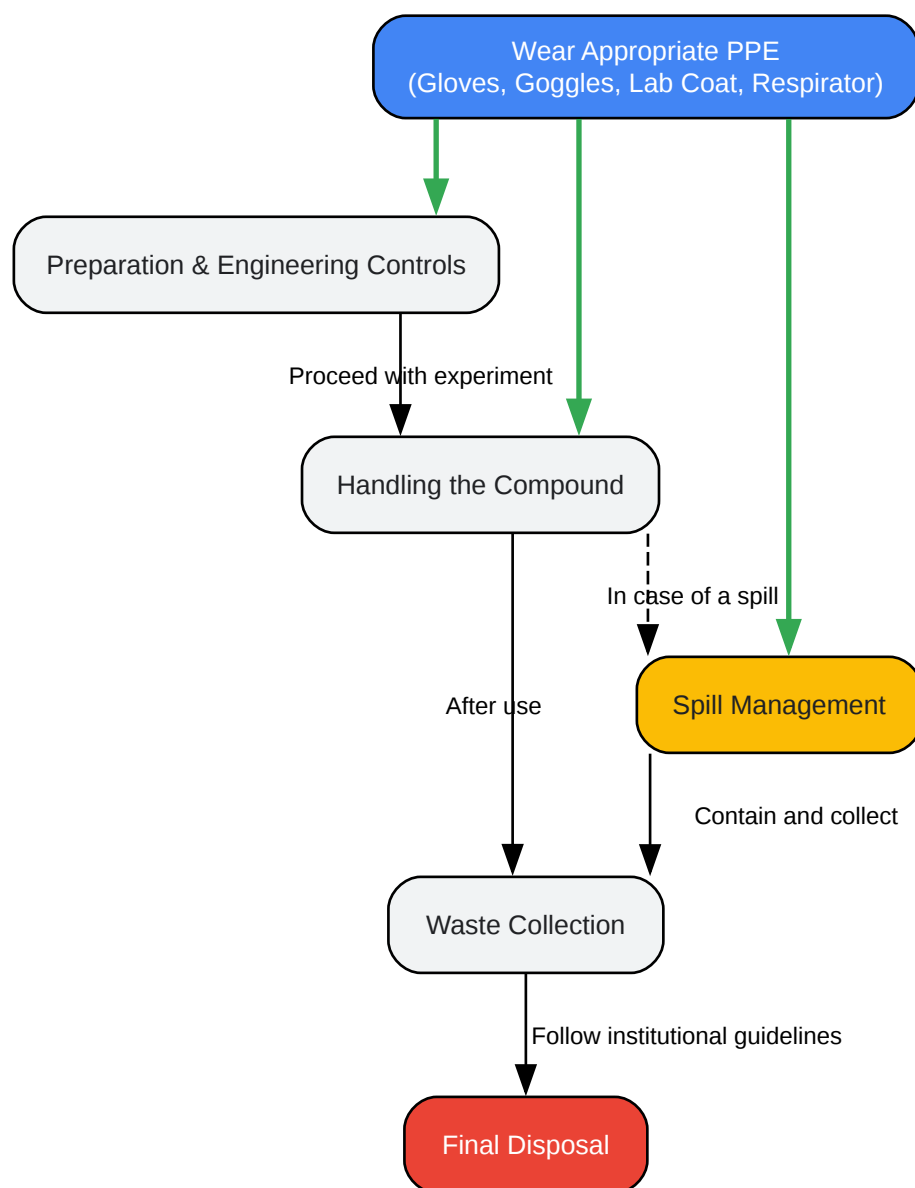 Wear Appropriate PPE
(Gloves, Goggles, Lab Coat, Respirator)
Preparation & Engineering Controls
Proceed with experiment
Handling the Compound
In case of a spill
After use
Spill Management
Contain and collect
Waste Collection
Follow institutional guidelines
Final Disposal